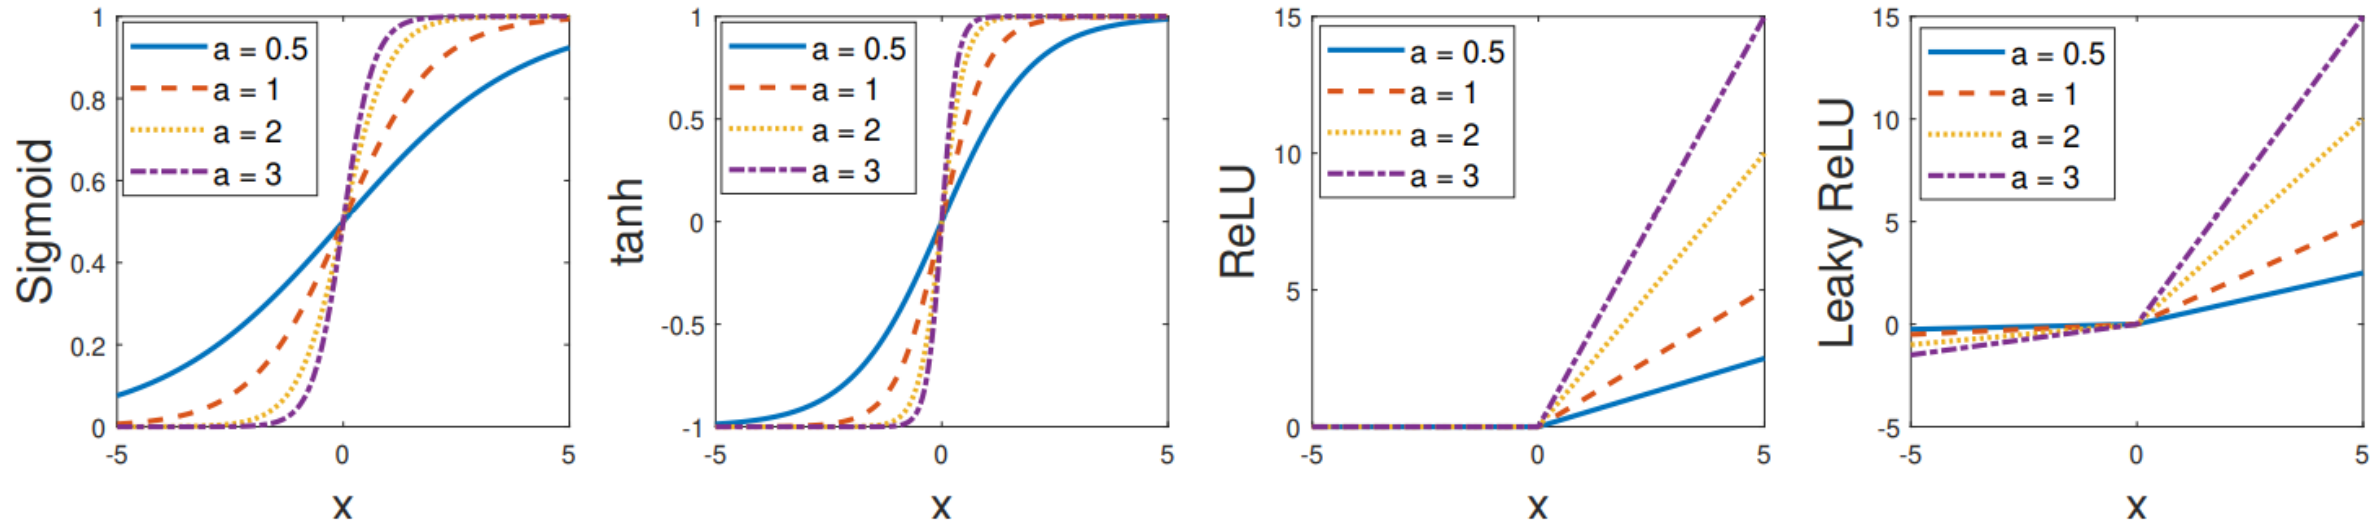 Sigmoid
1
0.8
0.6
0.4
0.2
0
-5
0
5
x
a = 0.5
a = 1
a = 2
a = 3
tanh
1
0.5
0
-0.5
-1
-5
0
5
x
a = 0.5
a = 1
a = 2
a = 3
ReLU
15
10
5
0
-5
0
5
x
a = 0.5
a = 1
a = 2
a = 3
Leaky ReLU
15
10
5
0
-5
-5
0
5
x
a = 0.5
a = 1
a = 2
a = 3